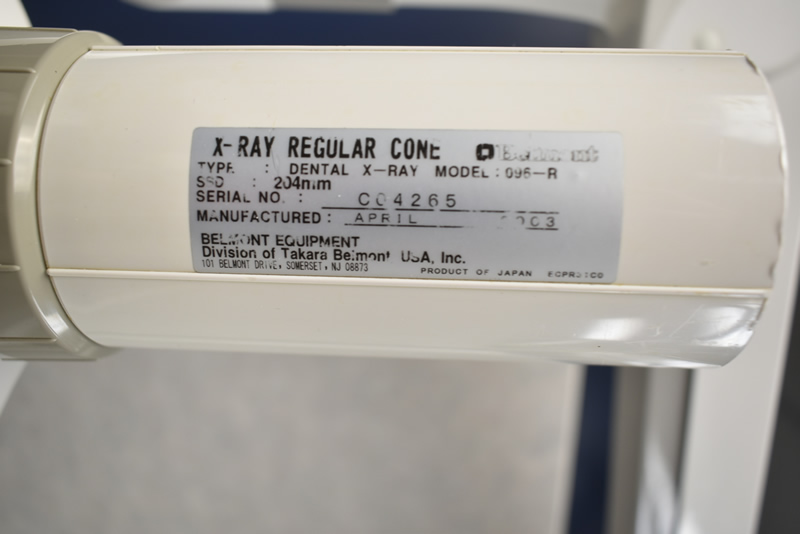 X-RAY REGULAR CONE Belmont
TYPE : DENTAL X-RAY MODEL : 096-R
SSD : 204mm
SERIAL NO. : C04265
MANUFACTURED : APRIL 2003
BELMONT EQUIPMENT
Division of Takara Belmont USA, Inc.
101 BELMONT DRIVE, SOMERSET, NJ 08873
PRODUCT OF JAPAN